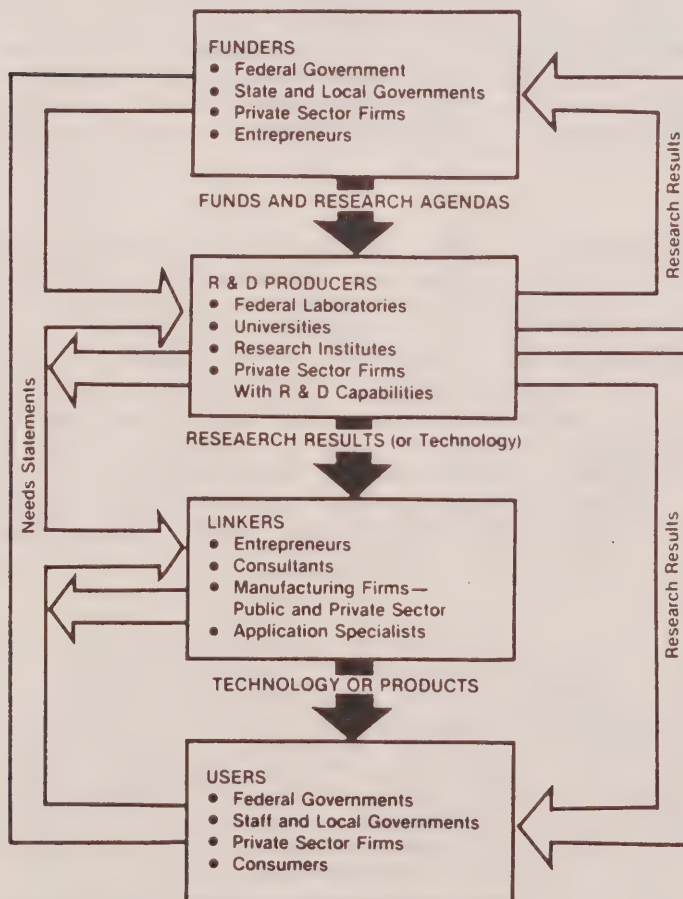 FUNDERS
• Federal Government
• State and Local Governments
• Private Sector Firms
• Entrepreneurs
FUNDS AND RESEARCH AGENDAS
R & D PRODUCERS
• Federal Laboratories
• Universities
• Research Institutes
• Private Sector Firms
With R & D Capabilities
RESEAERCH RESULTS (or Technology)
LINKERS
• Entrepreneurs
• Consultants
• Manufacturing Firms—
Public and Private Sector
• Application Specialists
TECHNOLOGY OR PRODUCTS
USERS
• Federal Governments
• Staff and Local Governments
• Private Sector Firms
• Consumers
Needs Statements
Research Results
Research Results